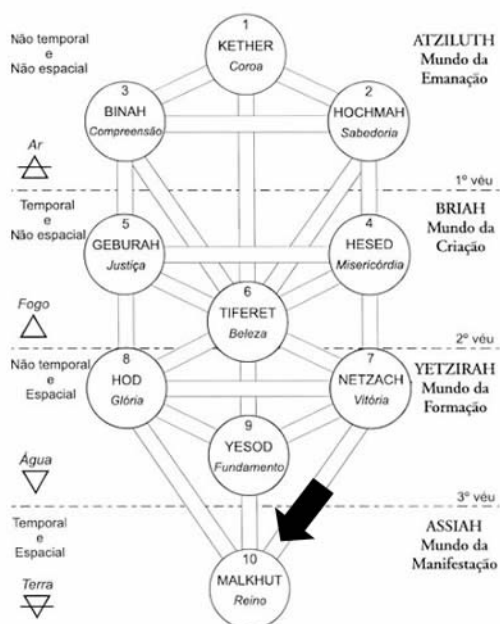 Não temporal
e
Não espacial
1
KETHER
Coroa
ATZILUTH
Mundo da
Emanação
3
BINAH
Compreensão
2
HOCHMAH
Sabedoria
Ar
1º véu
Temporal
e
Não espacial
BRIAH
Mundo da
Criação
5
GEBURAH
Justiça
4
HESED
Misericórdia
6
TIFERET
Beleza
Fogo
2º véu
Não temporal
e
Espacial
8
HOD
Glória
7
NETZACH
Vitória
YETZIRAH
Mundo da
Formação
9
YESOD
Fundamento
Água
3º véu
Temporal
e
Espacial
ASSIAH
Mundo da
Manifestação
10
MALKHUT
Reino
Terra